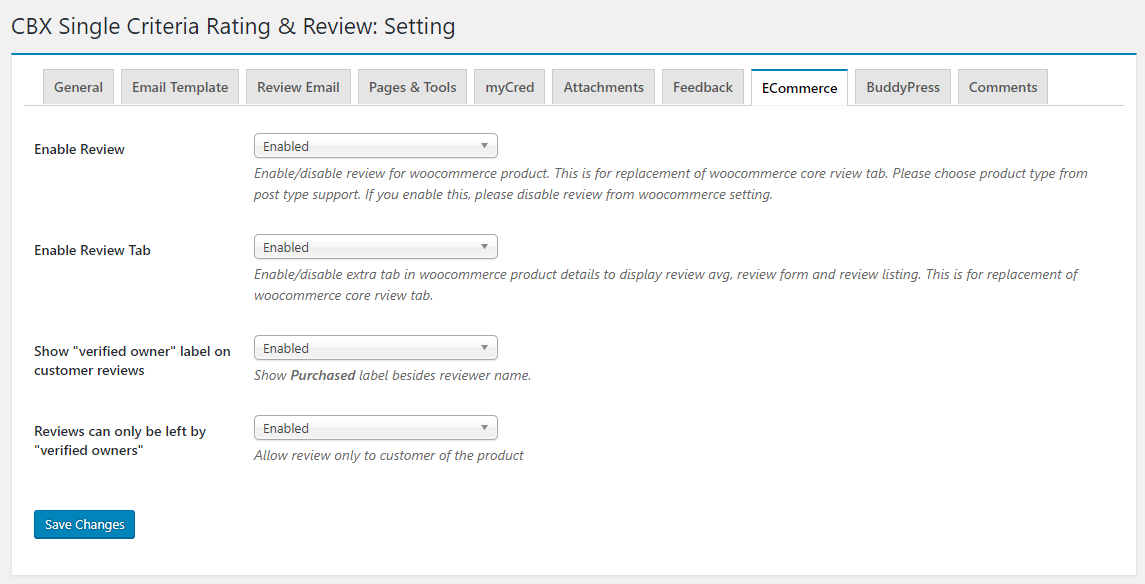 CBX Single Criteria Rating & Review: Setting
General Email Template Review Email Pages & Tools myCred Attachments Feedback ECommerce BuddyPress Comments
Enable Review
Enabled
Enable/disable review for woocommerce product. This is for replacement of woocommerce core rview tab. Please choose product type from
post type support. If you enable this, please disable review from woocommerce setting.
Enable Review Tab
Enabled
Enable/disable extra tab in woocommerce product details to display review avg, review form and review listing. This is for replacement of
woocommerce core rview tab.
Show "verified owner" label on
customer reviews
Enabled
Show Purchased label besides reviewer name.
Reviews can only be left by
"verified owners"
Enabled
Allow review only to customer of the product
Save Changes